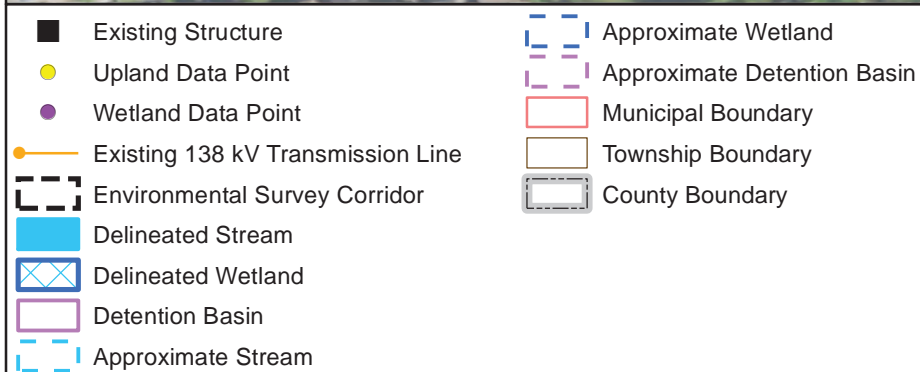 Existing Structure
Upland Data Point
Wetland Data Point
Existing 138 kV Transmission Line
Environmental Survey Corridor
Delineated Stream
Delineated Wetland
Detention Basin
Approximate Stream
Approximate Wetland
Approximate Detention Basin
Municipal Boundary
Township Boundary
County Boundary